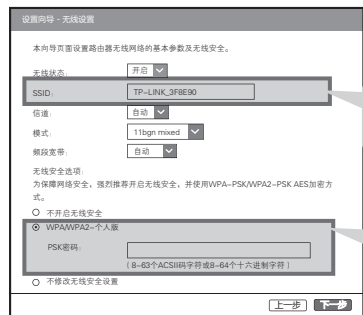 设置向导 - 无线设置
本向导页面设置路由器无线网络的基本参数及无线安全。
无线状态: 开启
SSID: TP-LINK_3F8E90
信道: 自动
模式: 11bgn mixed
频段宽带: 自动
无线安全选项:
为保障网络安全，强烈推荐开启无线安全，并使用WPA-PSK/WPA2-PSK AES加密方
式。
不开启无线安全
WPA/WPA2-个人版
PSK密码:
(8-63个ACSII码字符或8-64个十六进制字符)
不修改无线安全设置
上一步 下一步